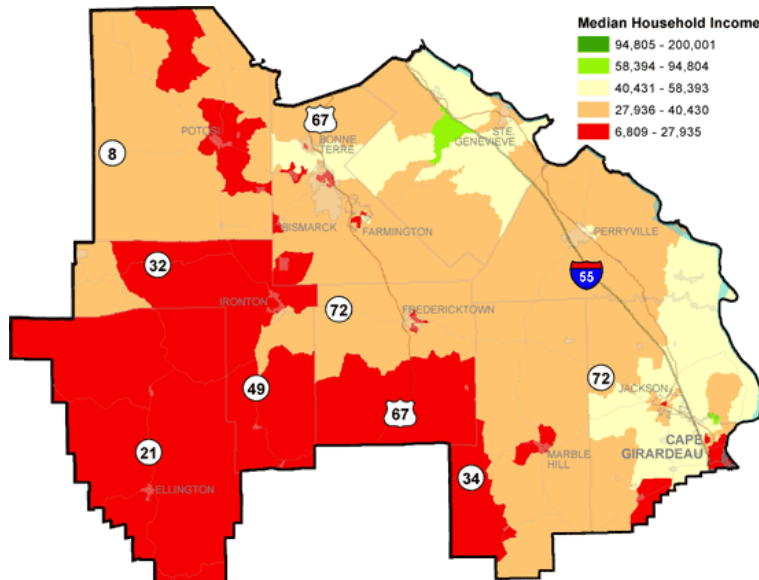 Median Household Income
94,805 - 200,001
58,394 - 94,804
40,431 - 58,393
27,936 - 40,430
6,809 - 27,935
67
POTOSI
BONNE
TERRE
STE.
GENEVIEVE
8
BISMARCK
FARMINGTON
PERRYVILLE
32
55
IRONTON
72
FREDERICKTOWN
49
67
72
JACKSON
CAPE
GIRARDEAU
21
MARBLE
HILL
34
ELLINGTON